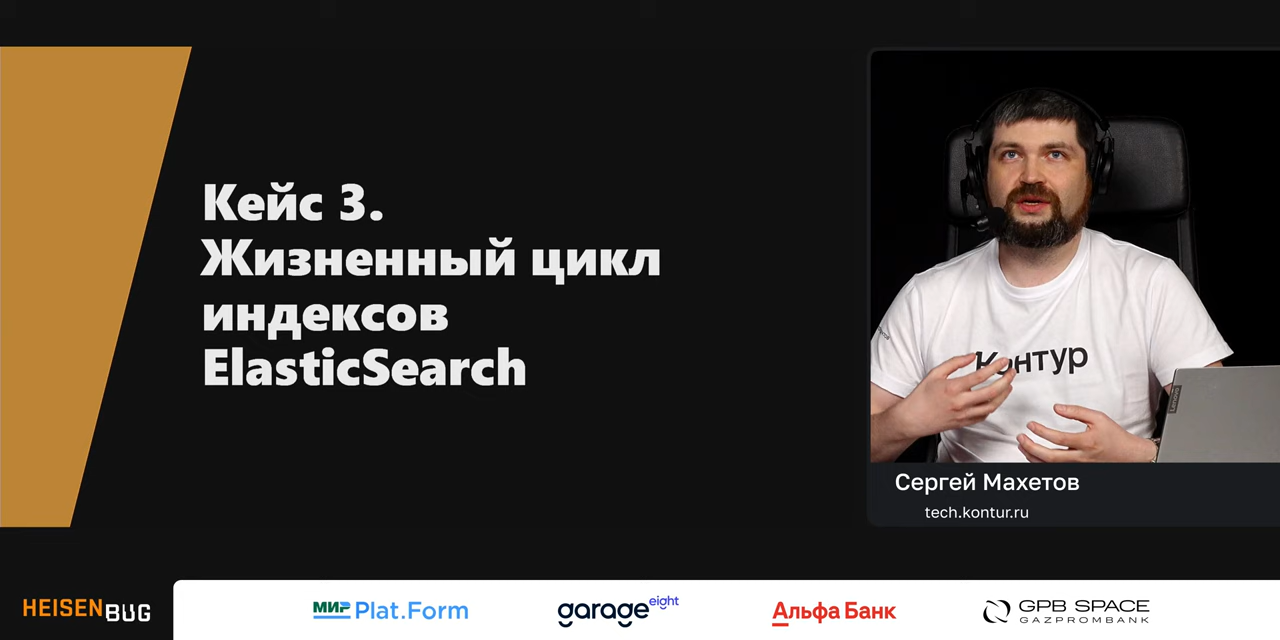 Кейс 3.
Жизненный цикл
индексов
ElasticSearch
Контур
Сергей Махетов
tech.kontur.ru
HEISENBUG
МИР Plat.Form
garage eight
Альфа Банк
GPB SPACE
GAZPROMBANK